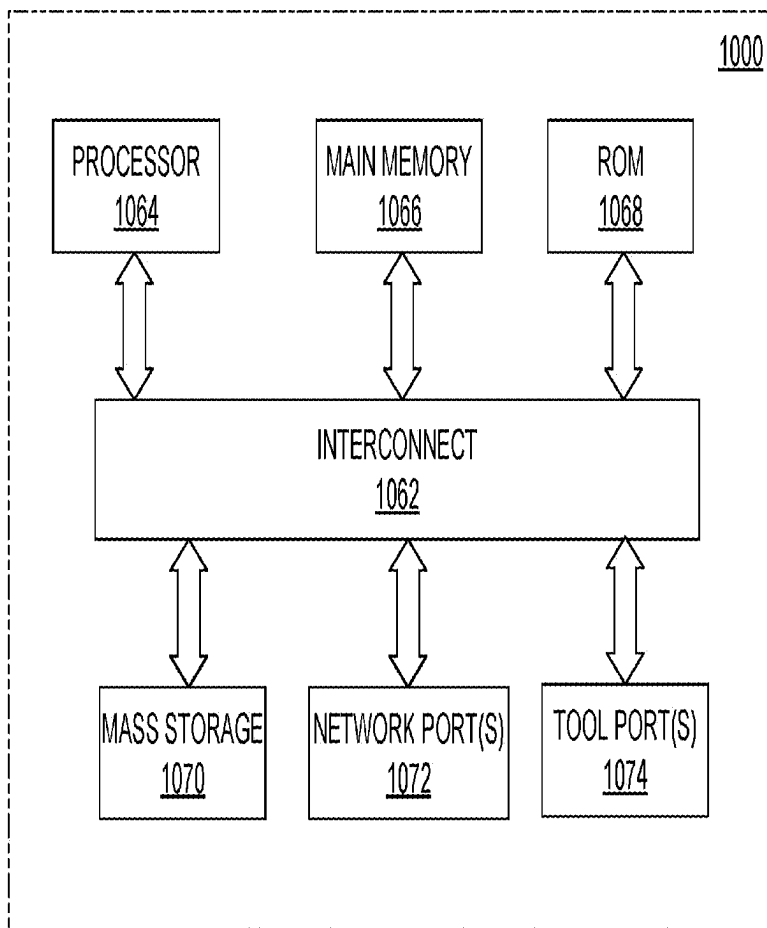 1000
PROCESSOR
1064
MAIN MEMORY
1066
ROM
1068
INTERCONNECT
1062
MASS STORAGE
1070
NETWORK PORT(S)
1072
TOOL PORT(S)
1074